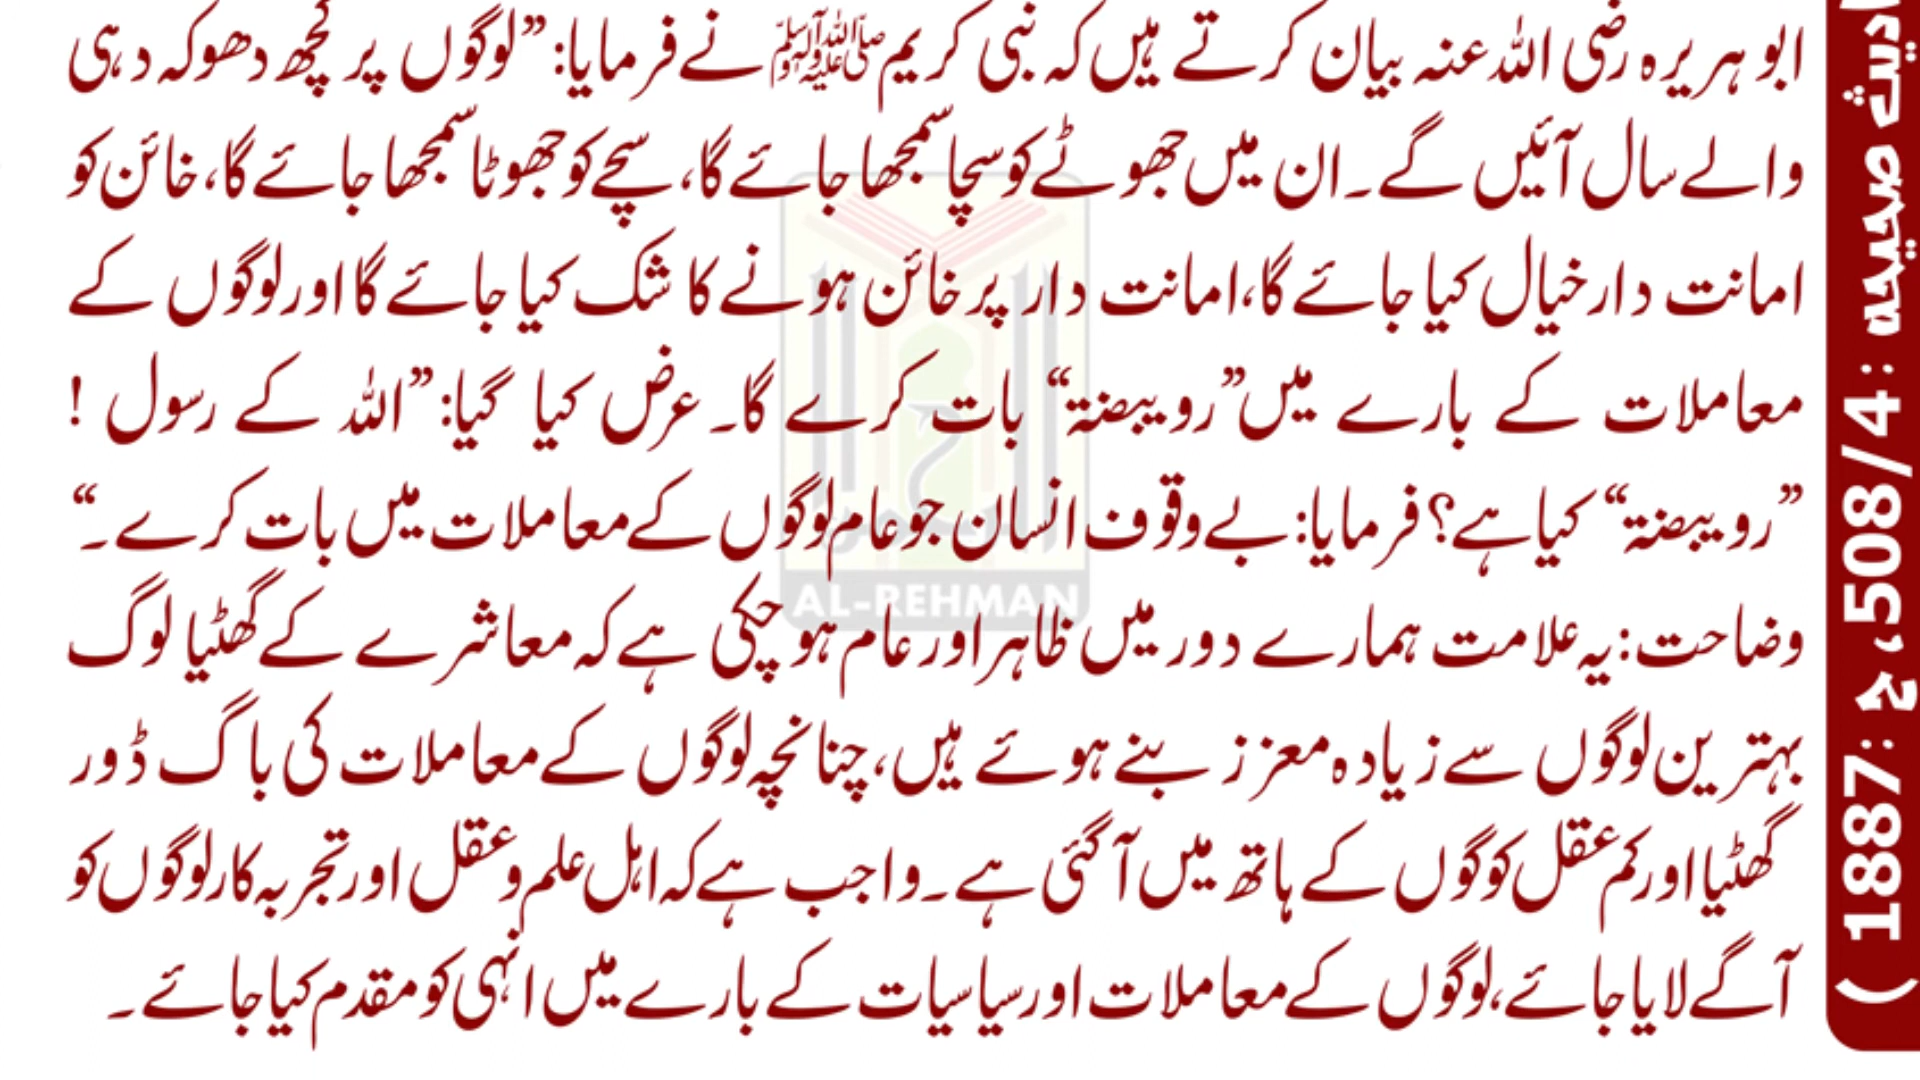 ابو ہریرہ رضی اللہ عنہ بیان کرتے ہیں کہ نبی کریم ﷺ نے فرمایا: ”لوگوں پر کچھ دھوکہ دہی
والے سال آئیں گے۔ ان میں جھوٹے کو سچا سمجھا جائے گا، سچے کو جھوٹا سمجھا جائے گا، خائن کو
امانت دار خیال کیا جائے گا، امانت دار پر خائن ہونے کا شک کیا جائے گا اور لوگوں کے
معاملات کے بارے میں ”رویبضۃ“ بات کرے گا۔ عرض کیا گیا: ”اللہ کے رسول !
”رویبضۃ“ کیا ہے؟ فرمایا: بے وقوف انسان جو عام لوگوں کے معاملات میں بات کرے۔“
وضاحت: یہ علامت ہمارے دور میں ظاہر اور عام ہو چکی ہے کہ معاشرے کے گھٹیا لوگ
بہترین لوگوں سے زیادہ معزز بنے ہوئے ہیں، چنانچہ لوگوں کے معاملات کی باگ ڈور
گھٹیا اور کم عقل کوگوں کے ہاتھ میں آ گئی ہے۔ واجب ہے کہ اہل علم و عقل اور تجربہ کار لوگوں کو
آگے لایا جائے، لوگوں کے معاملات اور سیاسیات کے بارے میں انہی کو مقدم کیا جائے۔
صحیحہ : 508/4، ح :1887 )
AL-REHMAN